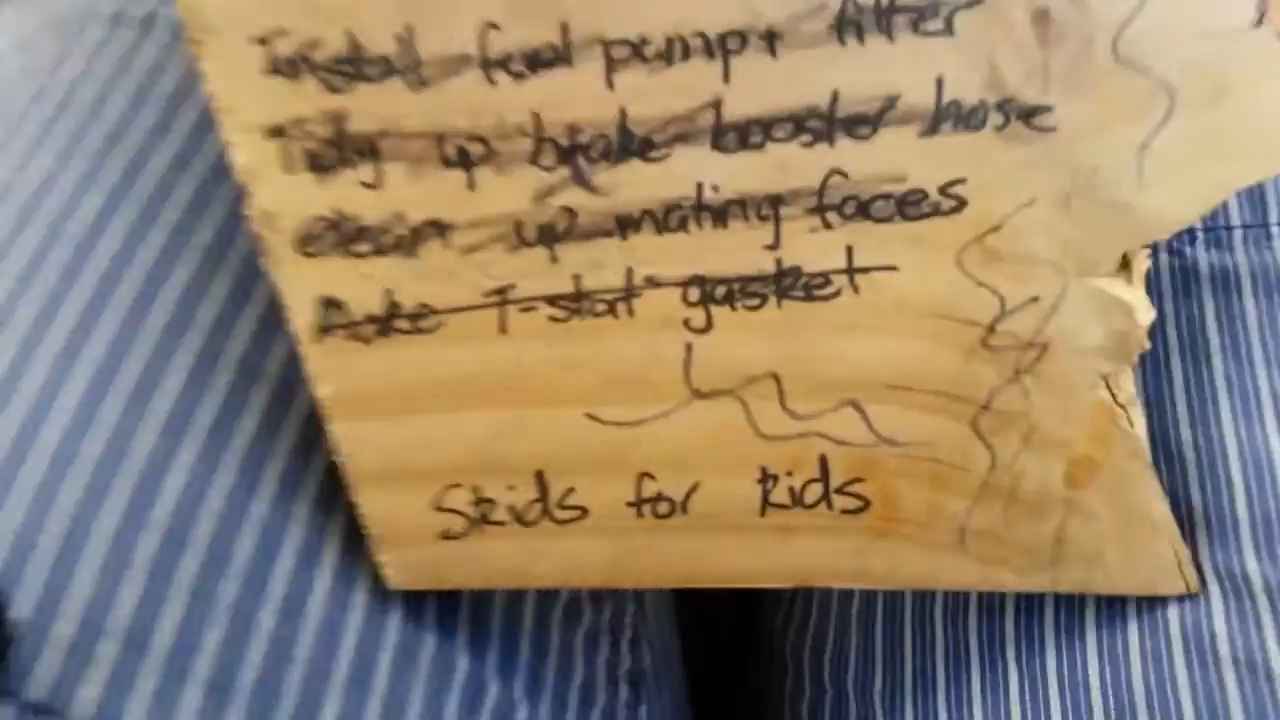 Install fuel pump + filter
Tidy up brake booster hose
clean up mating faces
Make T-stat gasket
Skids for kids